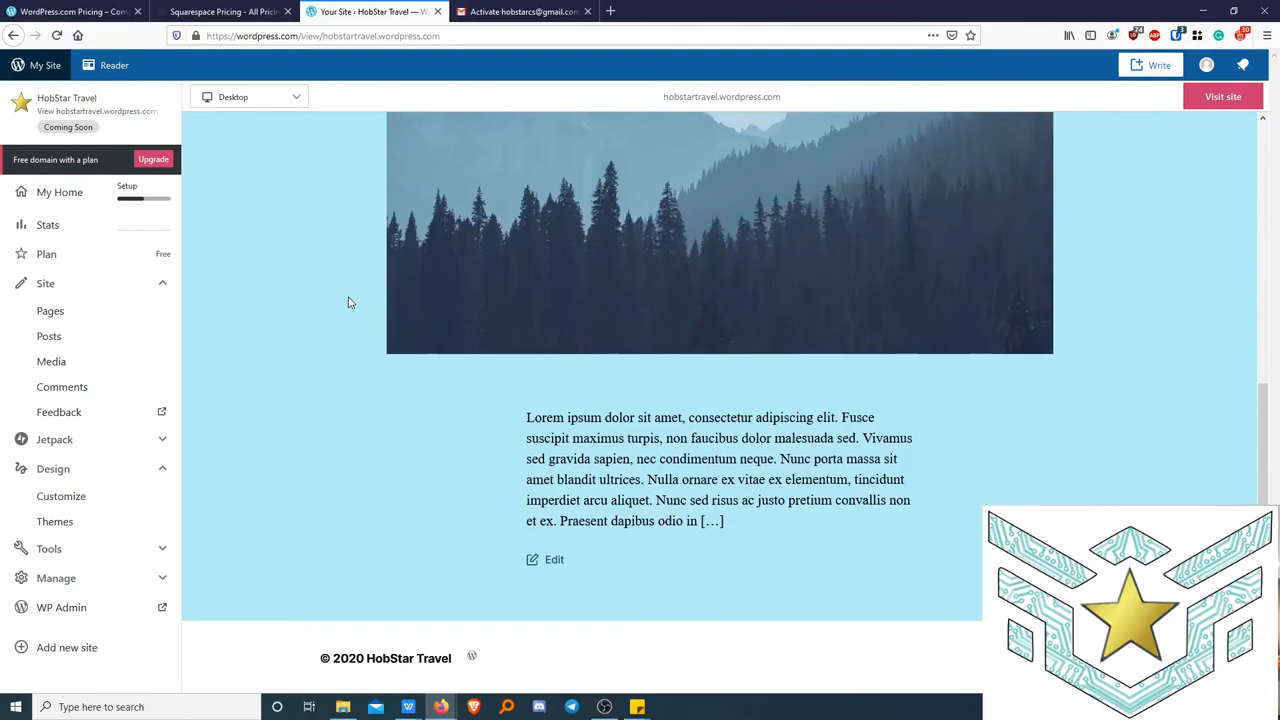 WordPress.com Pricing – Com
Squarespace Pricing - All Pricin
Your Site ‹ HobStar Travel — W
Activate hobstarcs@gmail.com
https://wordpress.com/view/hobstartravel.wordpress.com
74
3
30
My Site
Reader
Write
HobStar Travel
View hobstartravel.wordpress.com
Coming Soon
Desktop
hobstartravel.wordpress.com
Visit site
Free domain with a plan
Upgrade
My Home
Setup
Stats
Plan
Free
Site
Pages
Posts
Media
Comments
Feedback
Jetpack
Design
Customize
Themes
Tools
Manage
WP Admin
Add new site
Lorem ipsum dolor sit amet, consectetur adipiscing elit. Fusce
suscipit maximus turpis, non faucibus dolor malesuada sed. Vivamus
sed gravida sapien, nec condimentum neque. Nunc porta massa sit
amet blandit ultrices. Nulla ornare ex vitae ex elementum, tincidunt
imperdiet arcu aliquet. Nunc sed risus ac justo pretium convallis non
et ex. Praesent dapibus odio in […]
Edit
© 2020 HobStar Travel
Type here to search